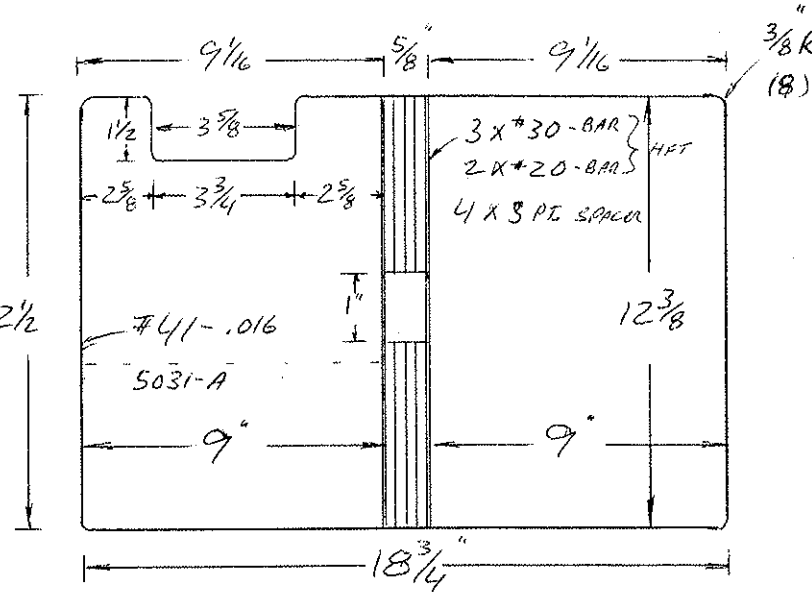 9 1/16 5/8" 9 1/16
3/8" R
(8)
1 1/2 3 5/8
3 X #30-BAR
2 X #20-BAR } HFT
4 X 3 PT SPACER
2 5/8 3 3/4 2 5/8
1"
2 1/2 #41-.016 12 3/8
5031-A
9" 9"
18 3/4"